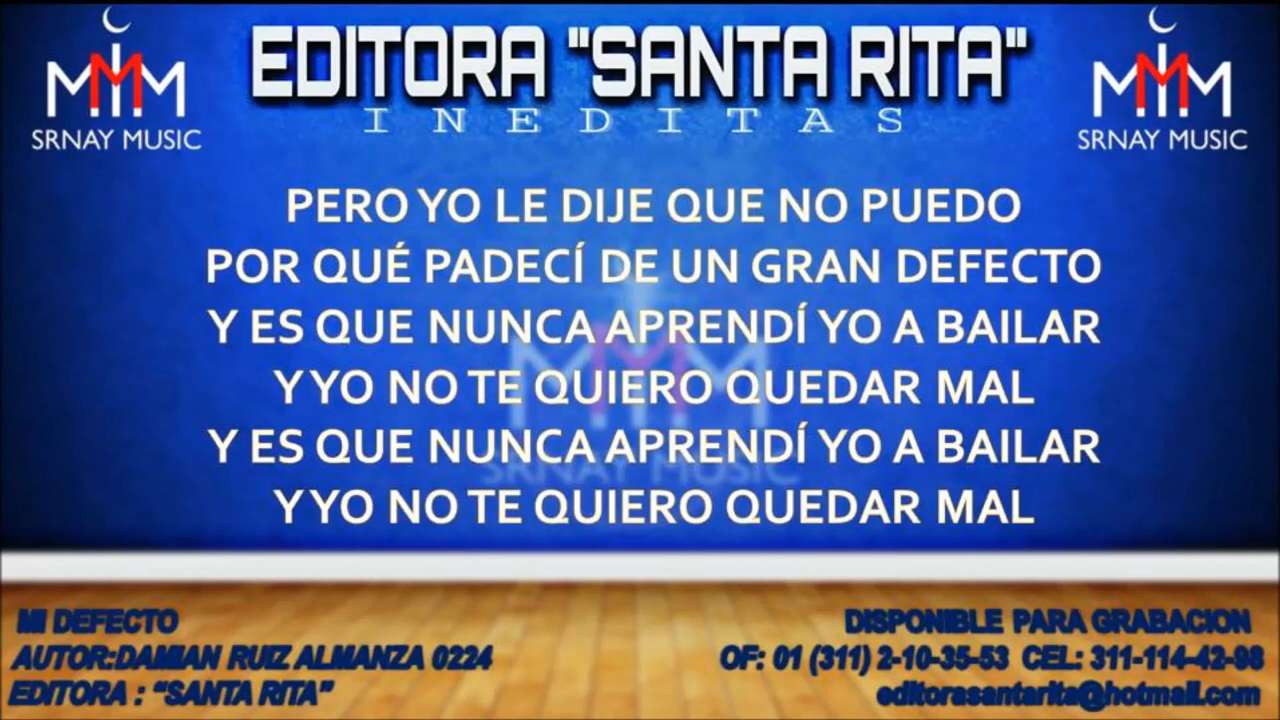 EDITORA "SANTA RITA"
INEDITAS
SRNAY MUSIC
SRNAY MUSIC
PERO YO LE DIJE QUE NO PUEDO
POR QUÉ PADECÍ DE UN GRAN DEFECTO
Y ES QUE NUNCA APRENDÍ YO A BAILAR
Y YO NO TE QUIERO QUEDAR MAL
Y ES QUE NUNCA APRENDÍ YO A BAILAR
Y YO NO TE QUIERO QUEDAR MAL
SRNAY MUSIC
MI DEFECTO
AUTOR:DAMIAN RUIZ ALMANZA 0224
EDITORA : “SANTA RITA”
DISPONIBLE PARA GRABACION
OF: 01 (311) 2-10-35-53 CEL: 311-114-42-98
editorasantarita@hotmail.com